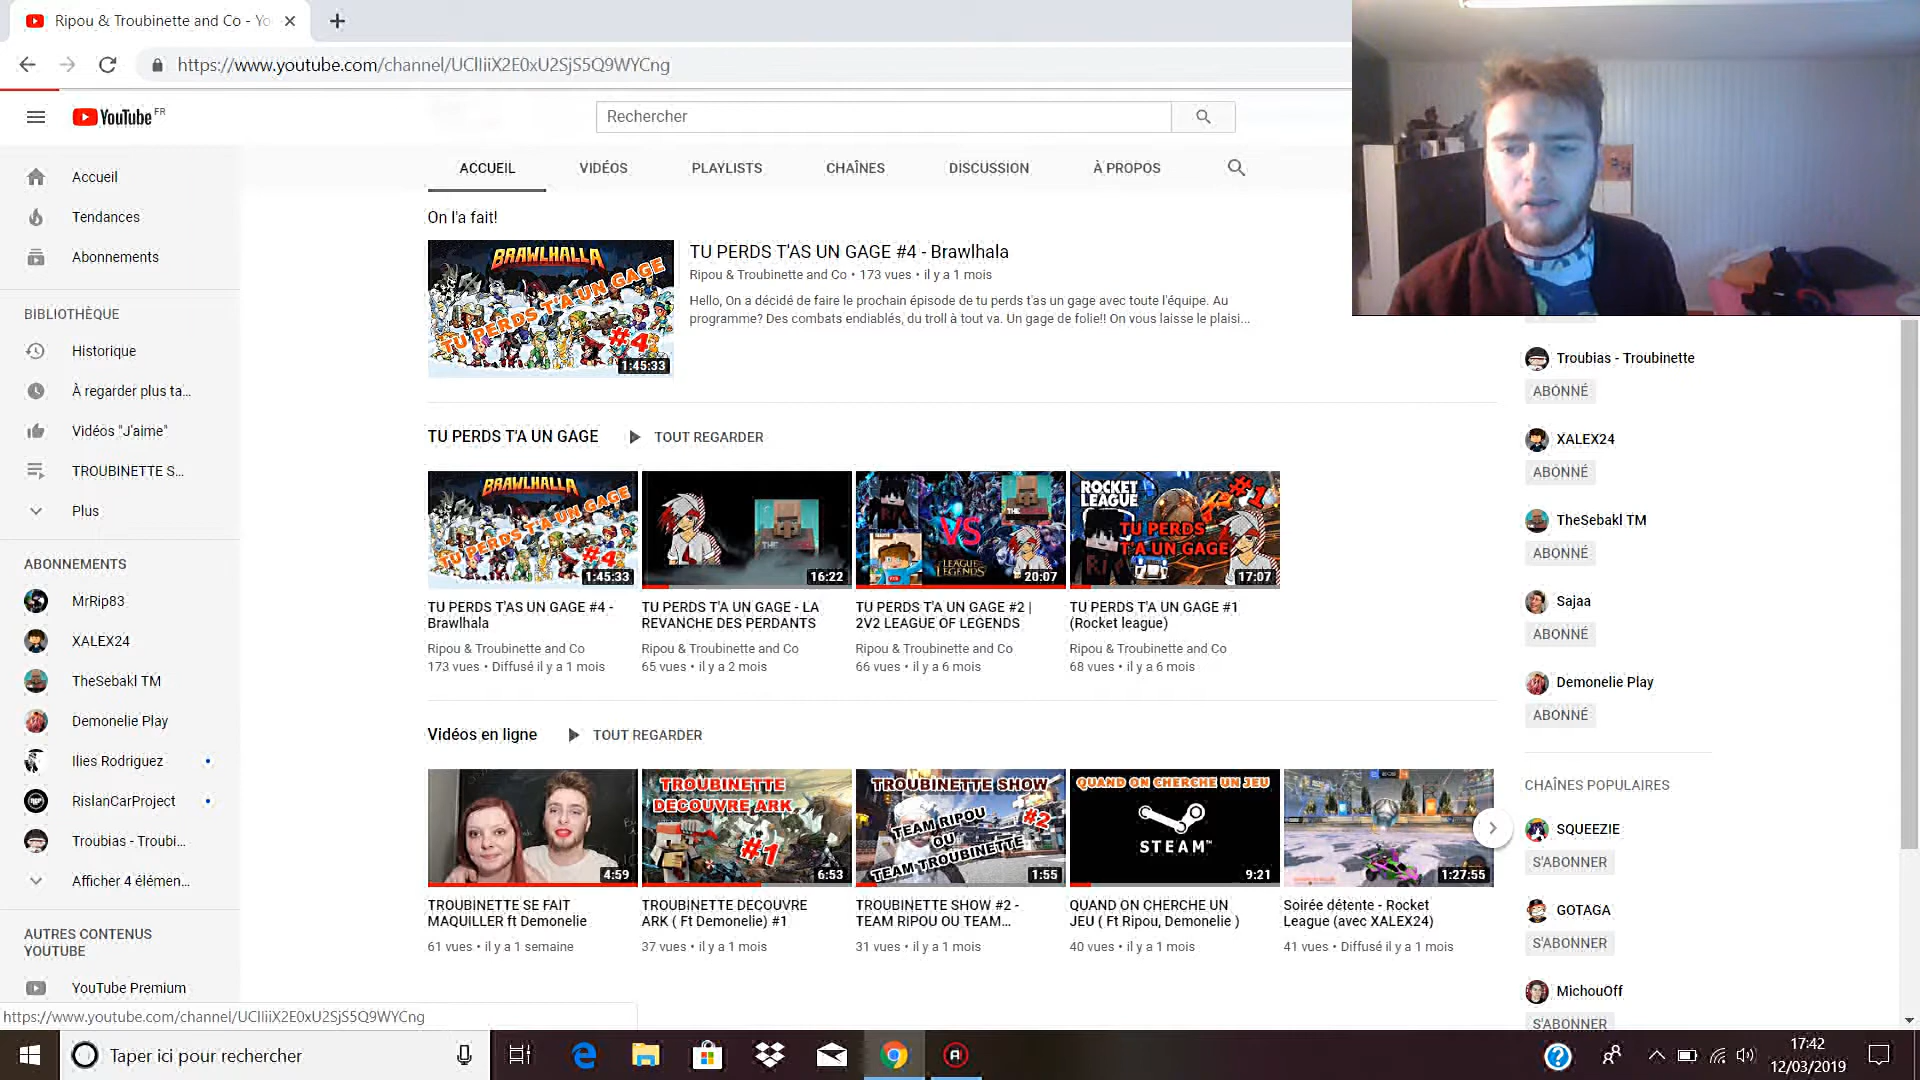 Ripou & Troubinette and Co - Yo
https://www.youtube.com/channel/UCIIiiX2E0xU2SjS5Q9WYCng
YouTube FR
Rechercher
Accueil
Tendances
Abonnements
BIBLIOTHÈQUE
Historique
À regarder plus ta...
Vidéos "J'aime"
TROUBINETTE S...
Plus
ABONNEMENTS
MrRip83
XALEX24
TheSebakl TM
Demonelie Play
Ilies Rodriguez
RislanCarProject
Troubias - Troubi...
Afficher 4 élémen...
AUTRES CONTENUS
YOUTUBE
YouTube Premium
https://www.youtube.com/channel/UCIIiiX2E0xU2SjS5Q9WYCng
ACCUEIL
VIDÉOS
PLAYLISTS
CHAÎNES
DISCUSSION
À PROPOS
On l'a fait!
BRAWLHALLA
TU PERDS T'A UN GAGE
#4
1:45:33
TU PERDS T'AS UN GAGE #4 - Brawlhala
Ripou & Troubinette and Co • 173 vues • il y a 1 mois
Hello, On a décidé de faire le prochain épisode de tu perds t'as un gage avec toute l'équipe. Au
programme? Des combats endiablés, du troll à tout va. Un gage de folie!! On vous laisse le plaisi...
TU PERDS T'A UN GAGE
TOUT REGARDER
BRAWLHALLA
TU PERDS T'A UN GAGE
#4
1:45:33
TU PERDS T'AS UN GAGE #4 -
Brawlhala
Ripou & Troubinette and Co
173 vues • Diffusé il y a 1 mois
THE
16:22
TU PERDS T'A UN GAGE - LA
REVANCHE DES PERDANTS
Ripou & Troubinette and Co
65 vues • il y a 2 mois
THE
VS
LEAGUE
LEGENDS
20:07
TU PERDS T'A UN GAGE #2 |
2V2 LEAGUE OF LEGENDS
Ripou & Troubinette and Co
66 vues • il y a 6 mois
ROCKET
LEAGUE
#1
TU PERDS
T'A UN GAGE
17:07
TU PERDS T'A UN GAGE #1
(Rocket league)
Ripou & Troubinette and Co
68 vues • il y a 6 mois
Vidéos en ligne
TOUT REGARDER
4:59
TROUBINETTE SE FAIT
MAQUILLER ft Demonelie
61 vues • il y a 1 semaine
TROUBINETTE
DECOUVRE ARK
#1
6:53
TROUBINETTE DECOUVRE
ARK ( Ft Demonelie) #1
37 vues • il y a 1 mois
TROUBINETTE SHOW
#2
TEAM RIPOU
OU
TEAM TROUBINETTE
1:55
TROUBINETTE SHOW #2 -
TEAM RIPOU OU TEAM...
31 vues • il y a 1 mois
QUAND ON CHERCHE UN JEU
STEAM™
9:21
QUAND ON CHERCHE UN
JEU ( Ft Ripou, Demonelie )
40 vues • il y a 1 mois
1:27:55
Soirée détente - Rocket
League (avec XALEX24)
41 vues • Diffusé il y a 1 mois
Troubias - Troubinette
ABONNÉ
XALEX24
ABONNÉ
TheSebakl TM
ABONNÉ
Sajaa
ABONNÉ
Demonelie Play
ABONNÉ
CHAÎNES POPULAIRES
SQUEEZIE
S'ABONNER
GOTAGA
S'ABONNER
MichouOff
S'ABONNER
Taper ici pour rechercher
17:42
12/03/2019